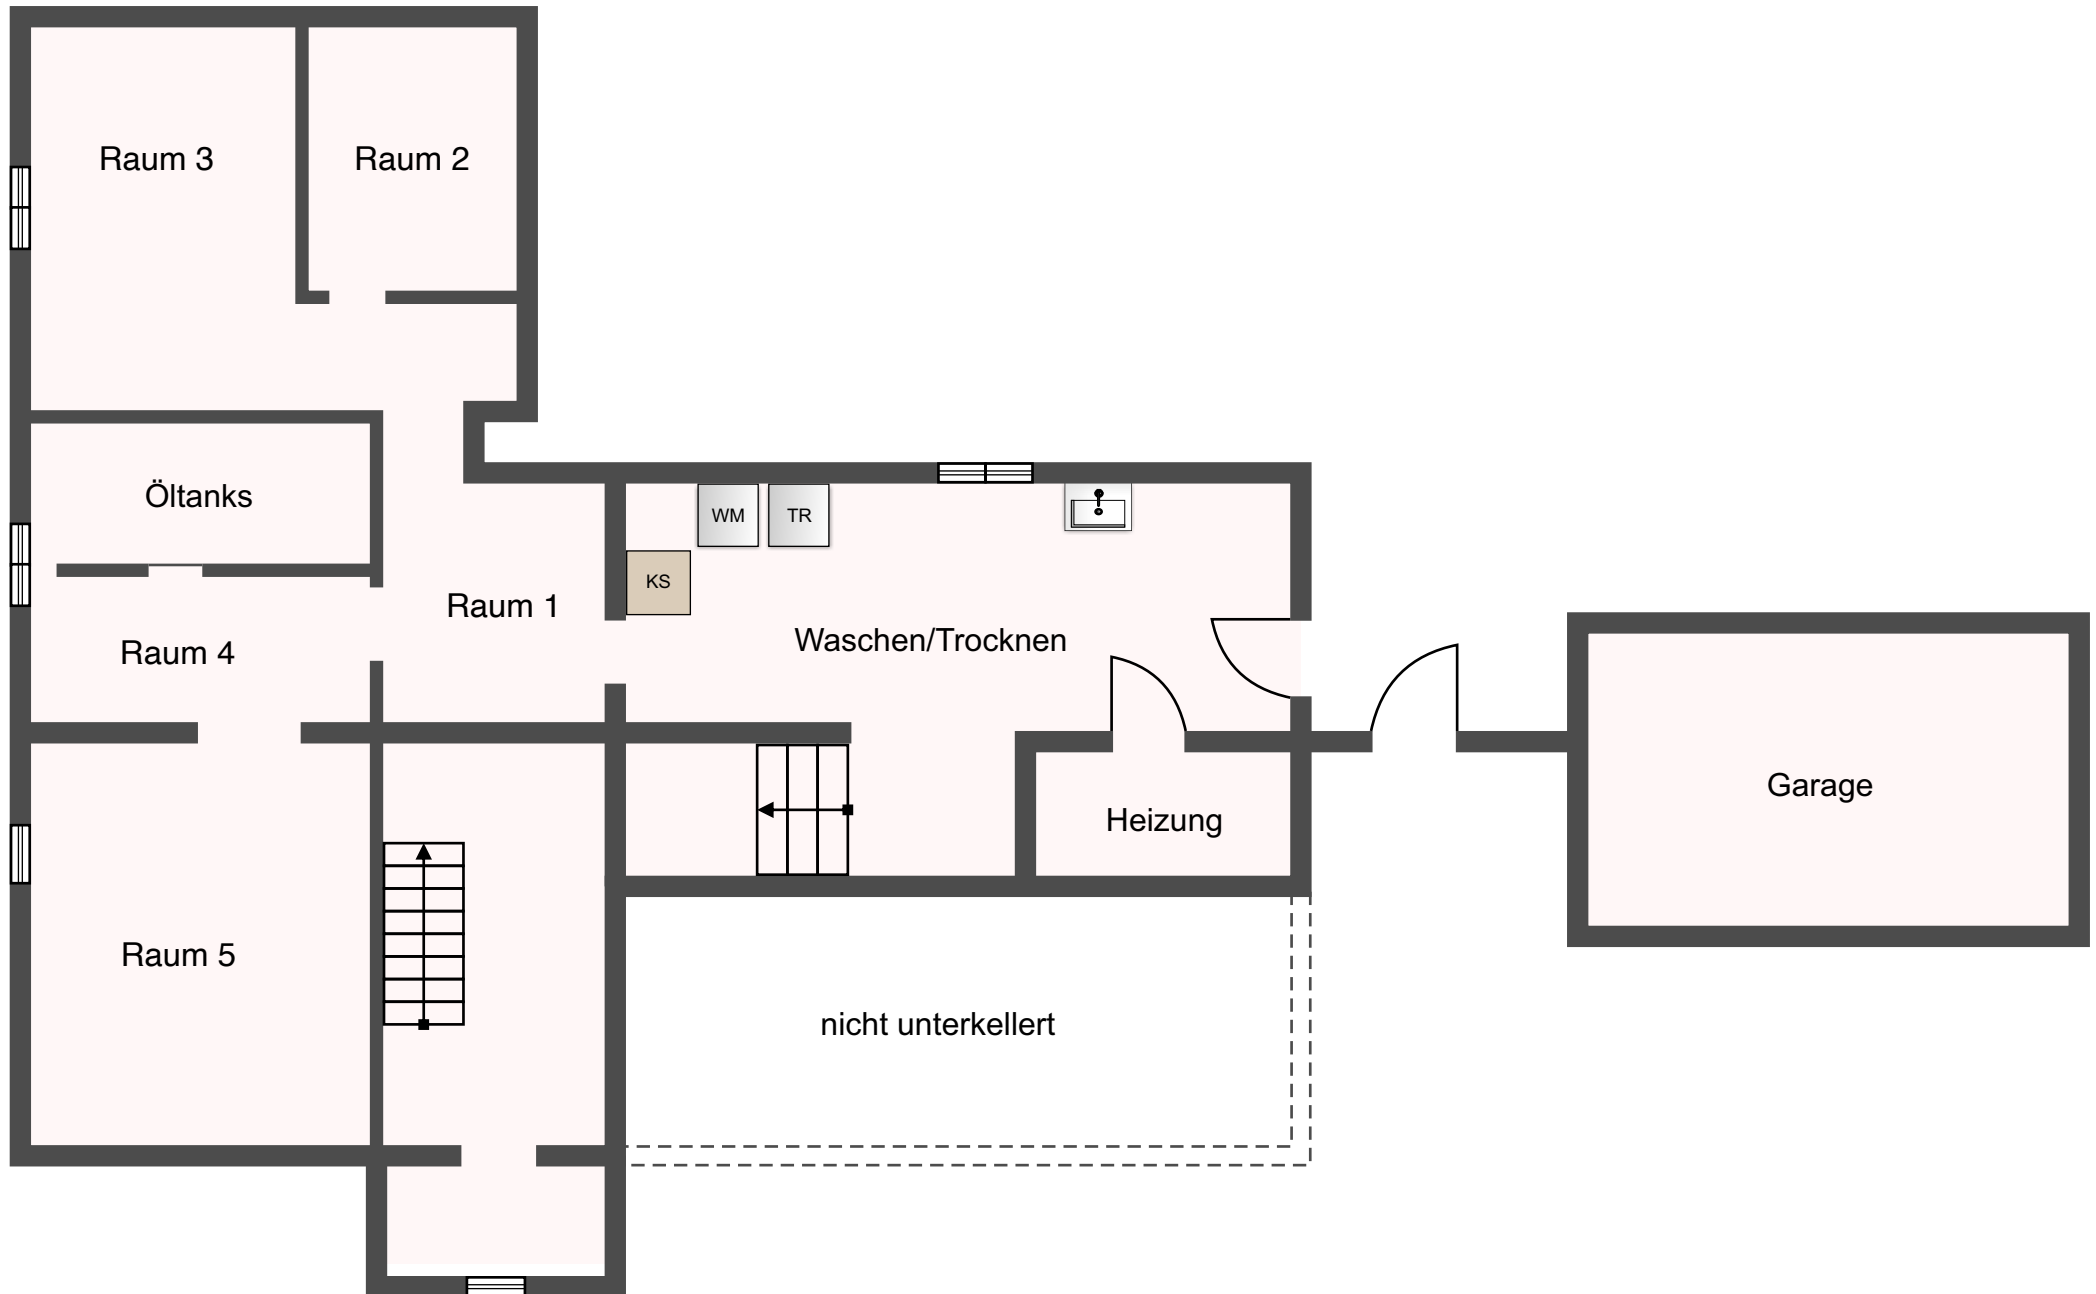 Raum 3
Raum 2
Öltanks
WM
TR
KS
Raum 1
Waschen/Trocknen
Raum 4
Garage
Heizung
Raum 5
nicht unterkellert